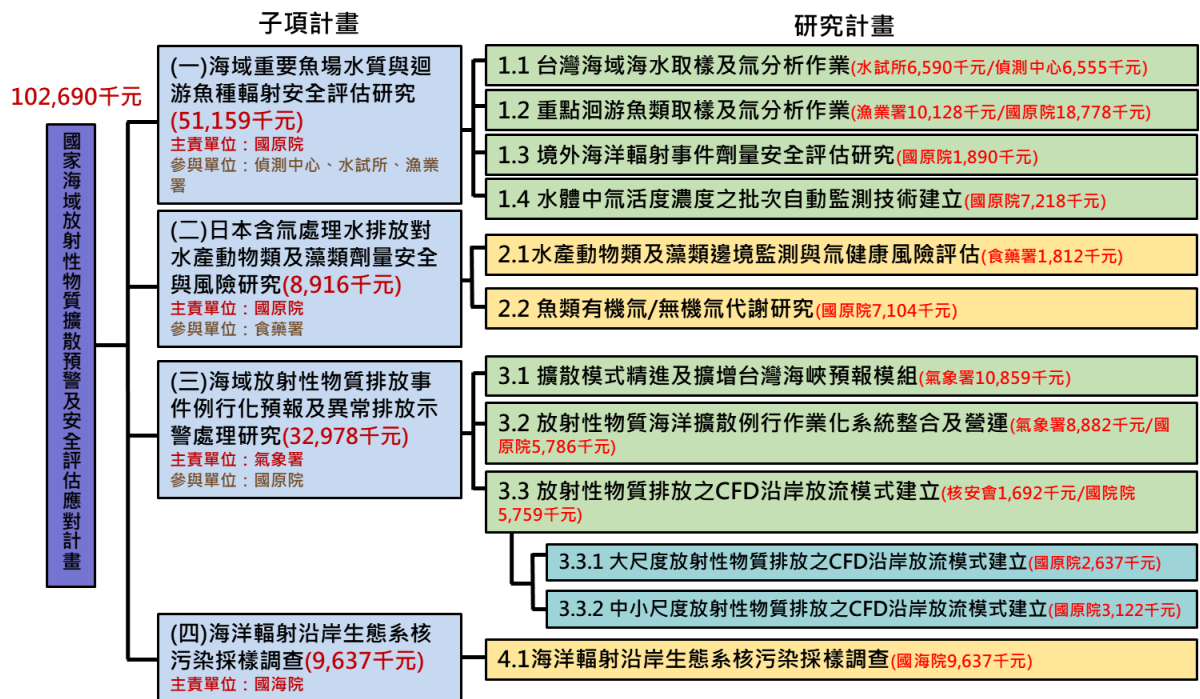 子項計畫
研究計畫
102,690千元
國家海域放射性物質擴散預警及安全評估應對計畫
(一)海域重要魚場水質與迴
游魚種輻射安全評估研究
(51,159千元)
主責單位：國原院
參與單位：偵測中心、水試所、漁業
署
1.1 台灣海域海水取樣及氚分析作業(水試所6,590千元/偵測中心6,555千元)
1.2 重點洄游魚類取樣及氚分析作業(漁業署10,128千元/國原院18,778千元)
1.3 境外海洋輻射事件劑量安全評估研究(國原院1,890千元)
1.4 水體中氚活度濃度之批次自動監測技術建立(國原院7,218千元)
(二)日本含氚處理水排放對
水產動物類及藻類劑量安全
與風險研究(8,916千元)
主責單位：國原院
參與單位：食藥署
2.1水產動物類及藻類邊境監測與氚健康風險評估(食藥署1,812千元)
2.2 魚類有機氚/無機氚代謝研究(國原院7,104千元)
(三)海域放射性物質排放事
件例行化預報及異常排放示
警處理研究(32,978千元)
主責單位：氣象署
參與單位：國原院
3.1 擴散模式精進及擴增台灣海峽預報模組(氣象署10,859千元)
3.2 放射性物質海洋擴散例行作業化系統整合及營運(氣象署8,882千元/國
原院5,786千元)
3.3 放射性物質排放之CFD沿岸放流模式建立(核安會1,692千元/國院院
5,759千元)
3.3.1 大尺度放射性物質排放之CFD沿岸放流模式建立(國原院2,637千元)
3.3.2 中小尺度放射性物質排放之CFD沿岸放流模式建立(國原院3,122千元)
(四)海洋輻射沿岸生態系核
污染採樣調查(9,637千元)
主責單位：國海院
4.1海洋輻射沿岸生態系核污染採樣調查(國海院9,637千元)